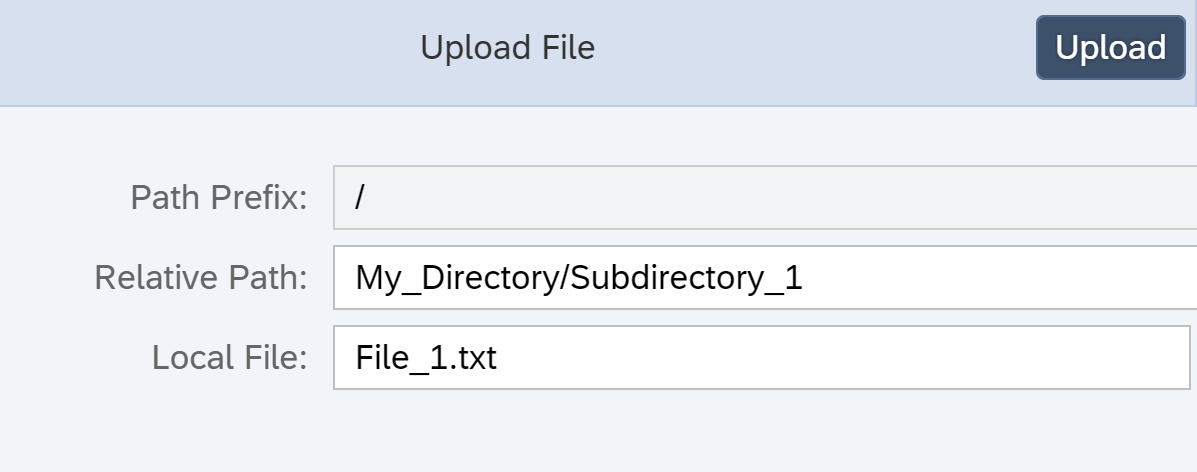 Upload File Upload
Path Prefix: /
Relative Path: My_Directory/Subdirectory_1
Local File: File_1.txt